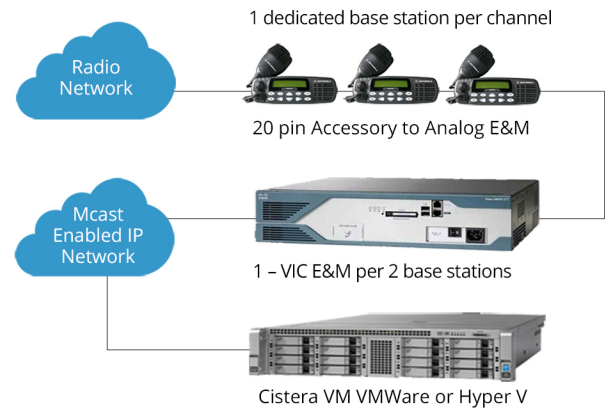 1 dedicated base station per channel
Radio
Network
20 pin Accessory to Analog E&M
Mcast
Enabled IP
Network
1 – VIC E&M per 2 base stations
Cistera VM VMWare or Hyper V